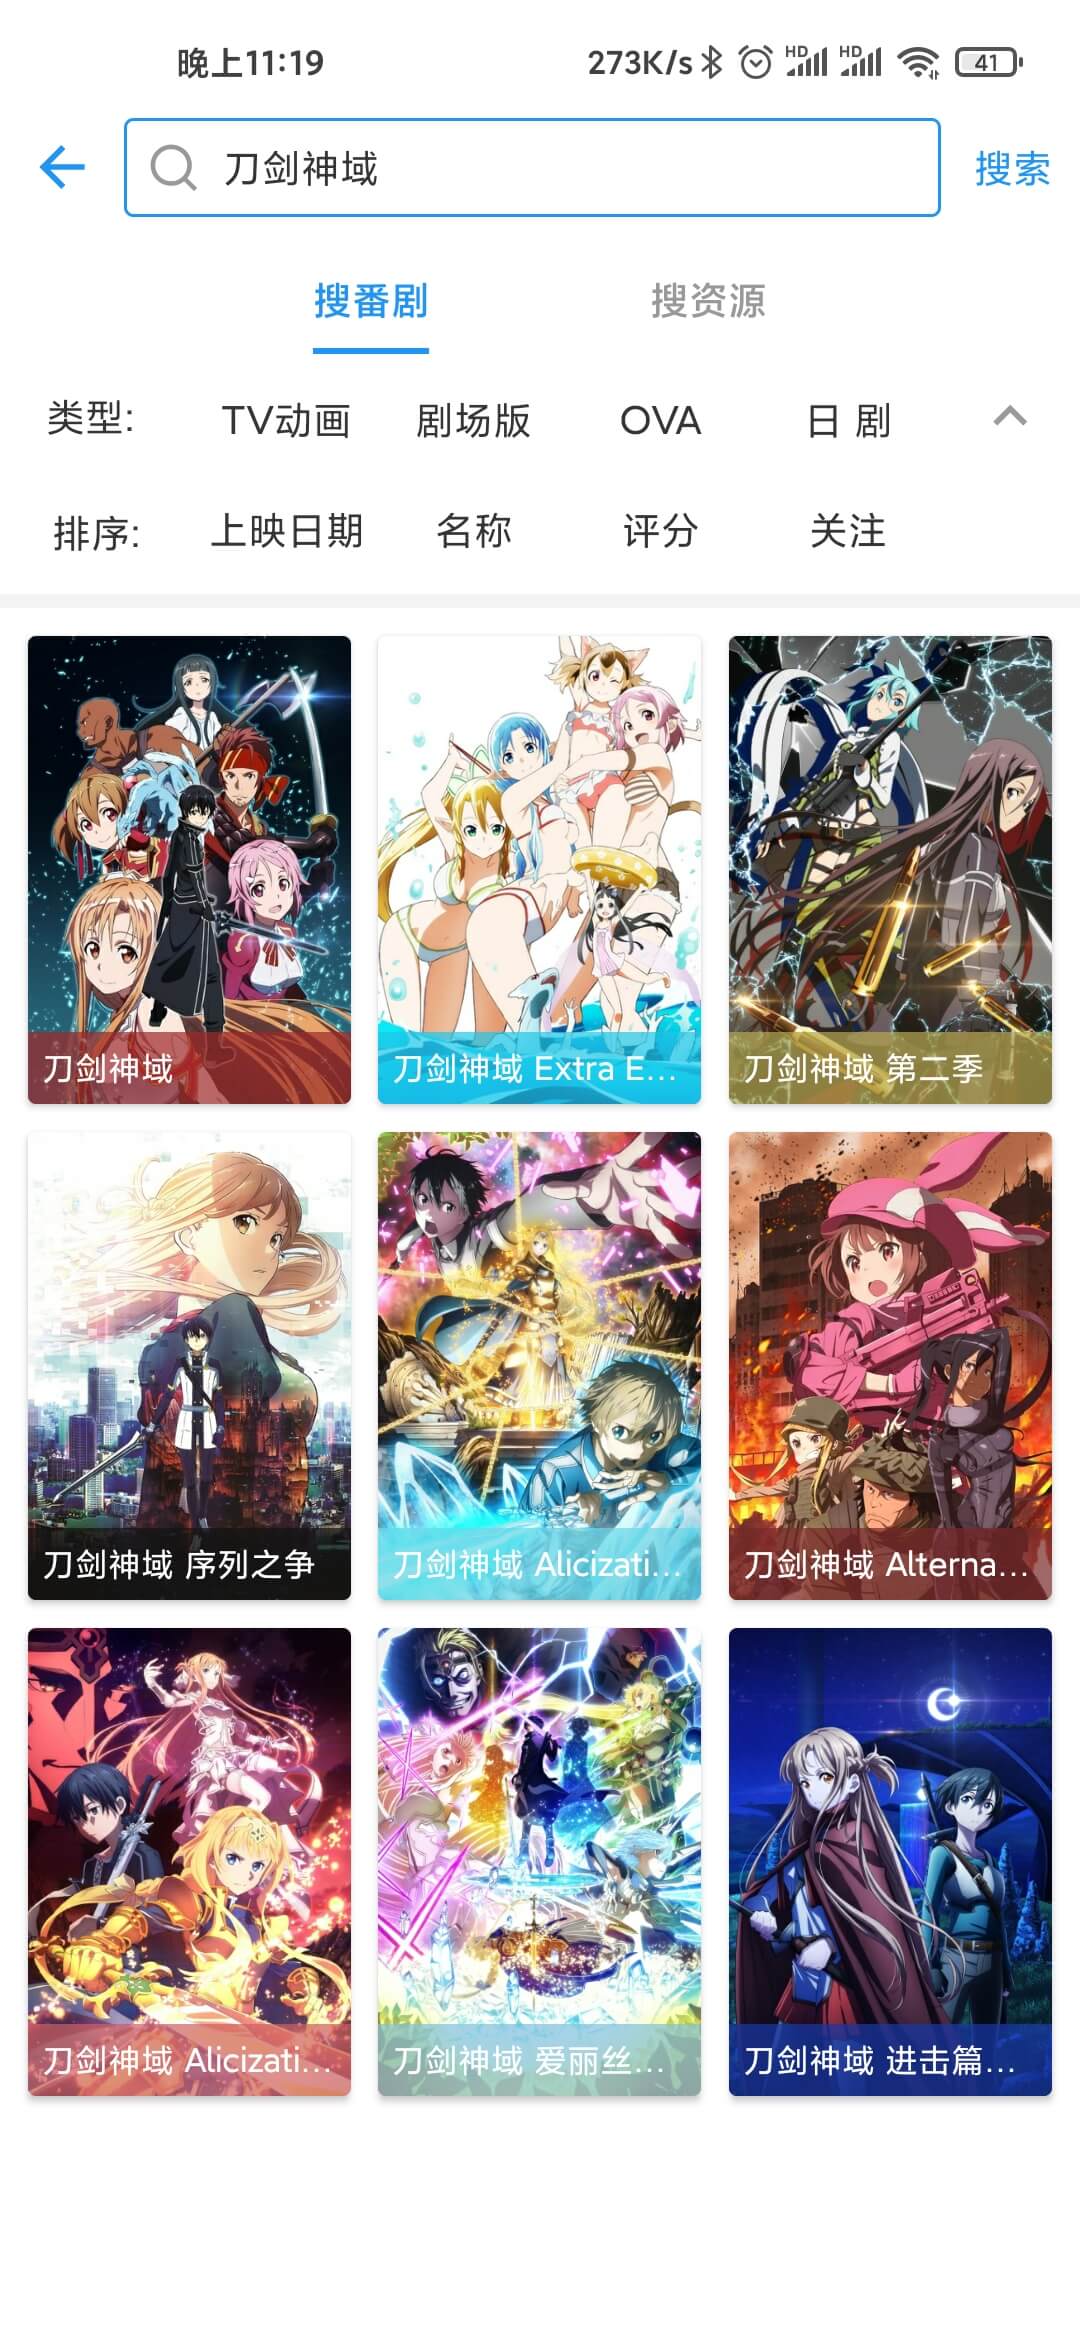 晚上11:19
273K/s
HD
HD
41
刀剑神域
搜索
搜番剧
搜资源
类型:
TV动画
剧场版
OVA
日 剧
排序:
上映日期
名称
评分
关注
刀剑神域
刀剑神域 Extra E...
刀剑神域 第二季
刀剑神域 序列之争
刀剑神域 Alicizati...
刀剑神域 Alterna...
刀剑神域 Alicizati...
刀剑神域 爱丽丝...
刀剑神域 进击篇...